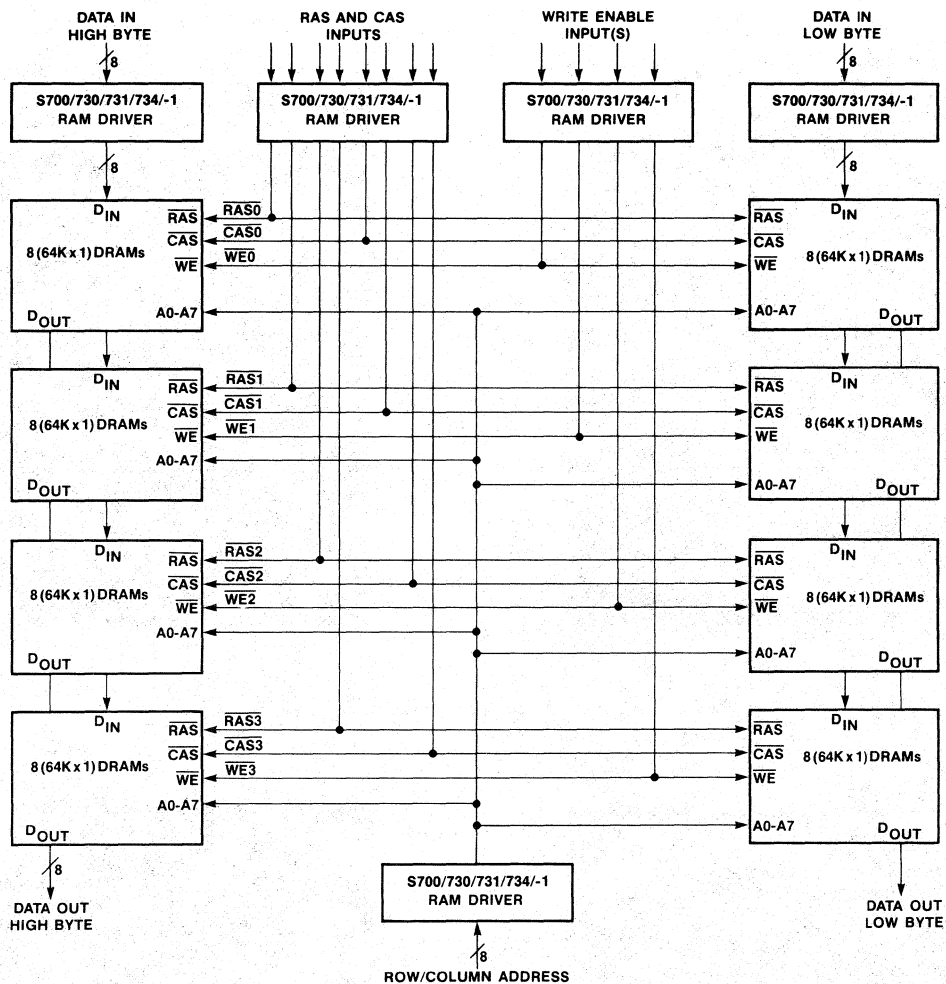 DATA IN
HIGH BYTE
8
RAS AND CAS
INPUTS
WRITE ENABLE
INPUT(S)
DATA IN
LOW BYTE
8
S700/730/731/734/-1
RAM DRIVER
S700/730/731/734/-1
RAM DRIVER
S700/730/731/734/-1
RAM DRIVER
S700/730/731/734/-1
RAM DRIVER
8
8
DIN
RAS
CAS
8(64K x 1) DRAMs
WE
DOUT
A0-A7
RAS0
CAS0
WE0
DIN
RAS
CAS
8(64K x 1) DRAMs
WE
A0-A7
DOUT
DIN
RAS
CAS
8(64K x 1) DRAMs
WE
A0-A7
DOUT
RAS1
CAS1
WE1
DIN
RAS
CAS
8(64K x 1) DRAMs
WE
A0-A7
DOUT
DIN
RAS
CAS
8(64K x 1) DRAMs
WE
A0-A7
DOUT
RAS2
CAS2
WE2
DIN
RAS
CAS
8(64K x 1) DRAMs
WE
A0-A7
DOUT
DIN
RAS
CAS
8(64K x 1) DRAMs
WE
A0-A7
DOUT
RAS3
CAS3
WE3
DIN
RAS
CAS
8(64K x 1) DRAMs
WE
A0-A7
DOUT
8
DATA OUT
HIGH BYTE
S700/730/731/734/-1
RAM DRIVER
8
ROW/COLUMN ADDRESS
DATA OUT
LOW BYTE